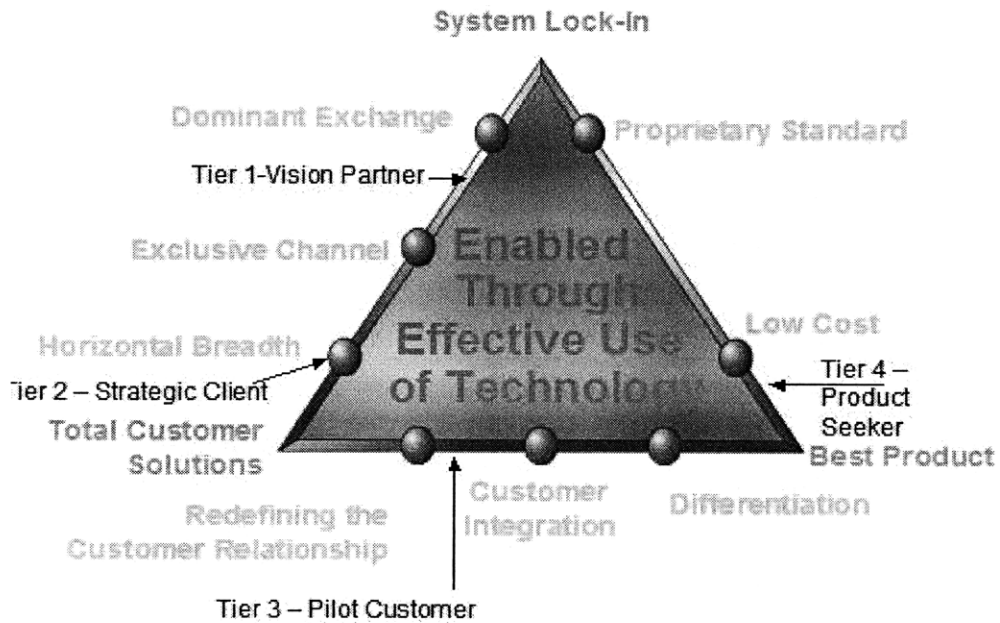 System Lock-In
Dominant Exchange
Proprietary Standard
Tier 1-Vision Partner
Exclusive Channel
Enabled
Through
Effective Use
of Technology
Horizontal Breadth
Low Cost
Tier 2 – Strategic Client
Tier 4 –
Product
Seeker
Total Customer
Solutions
Best Product
Redefining the
Customer Relationship
Customer
Integration
Differentiation
Tier 3 – Pilot Customer